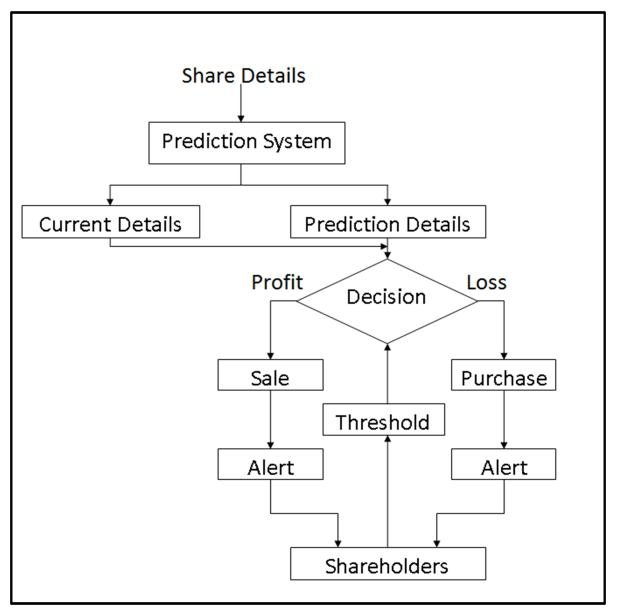 Share Details
Prediction System
Current Details
Prediction Details
Profit
Loss
Decision
Sale
Purchase
Threshold
Alert
Alert
Shareholders